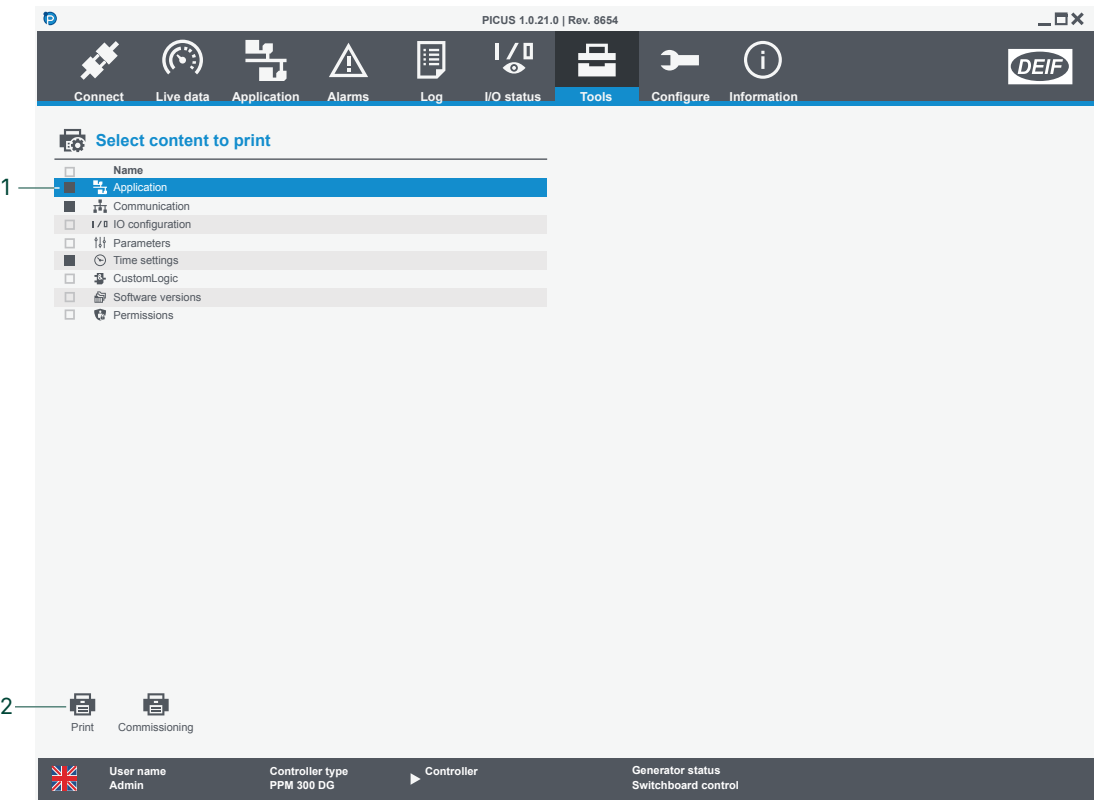 PICUS 1.0.21.0 | Rev. 8654
Connect Live data Application Alarms Log I/O status Tools Configure Information
DEIF
Select content to print
Name
1
Application
Communication
IO configuration
Parameters
Time settings
CustomLogic
Software versions
Permissions
2
Print Commissioning
User name Controller type Controller Generator status
Admin PPM 300 DG Switchboard control